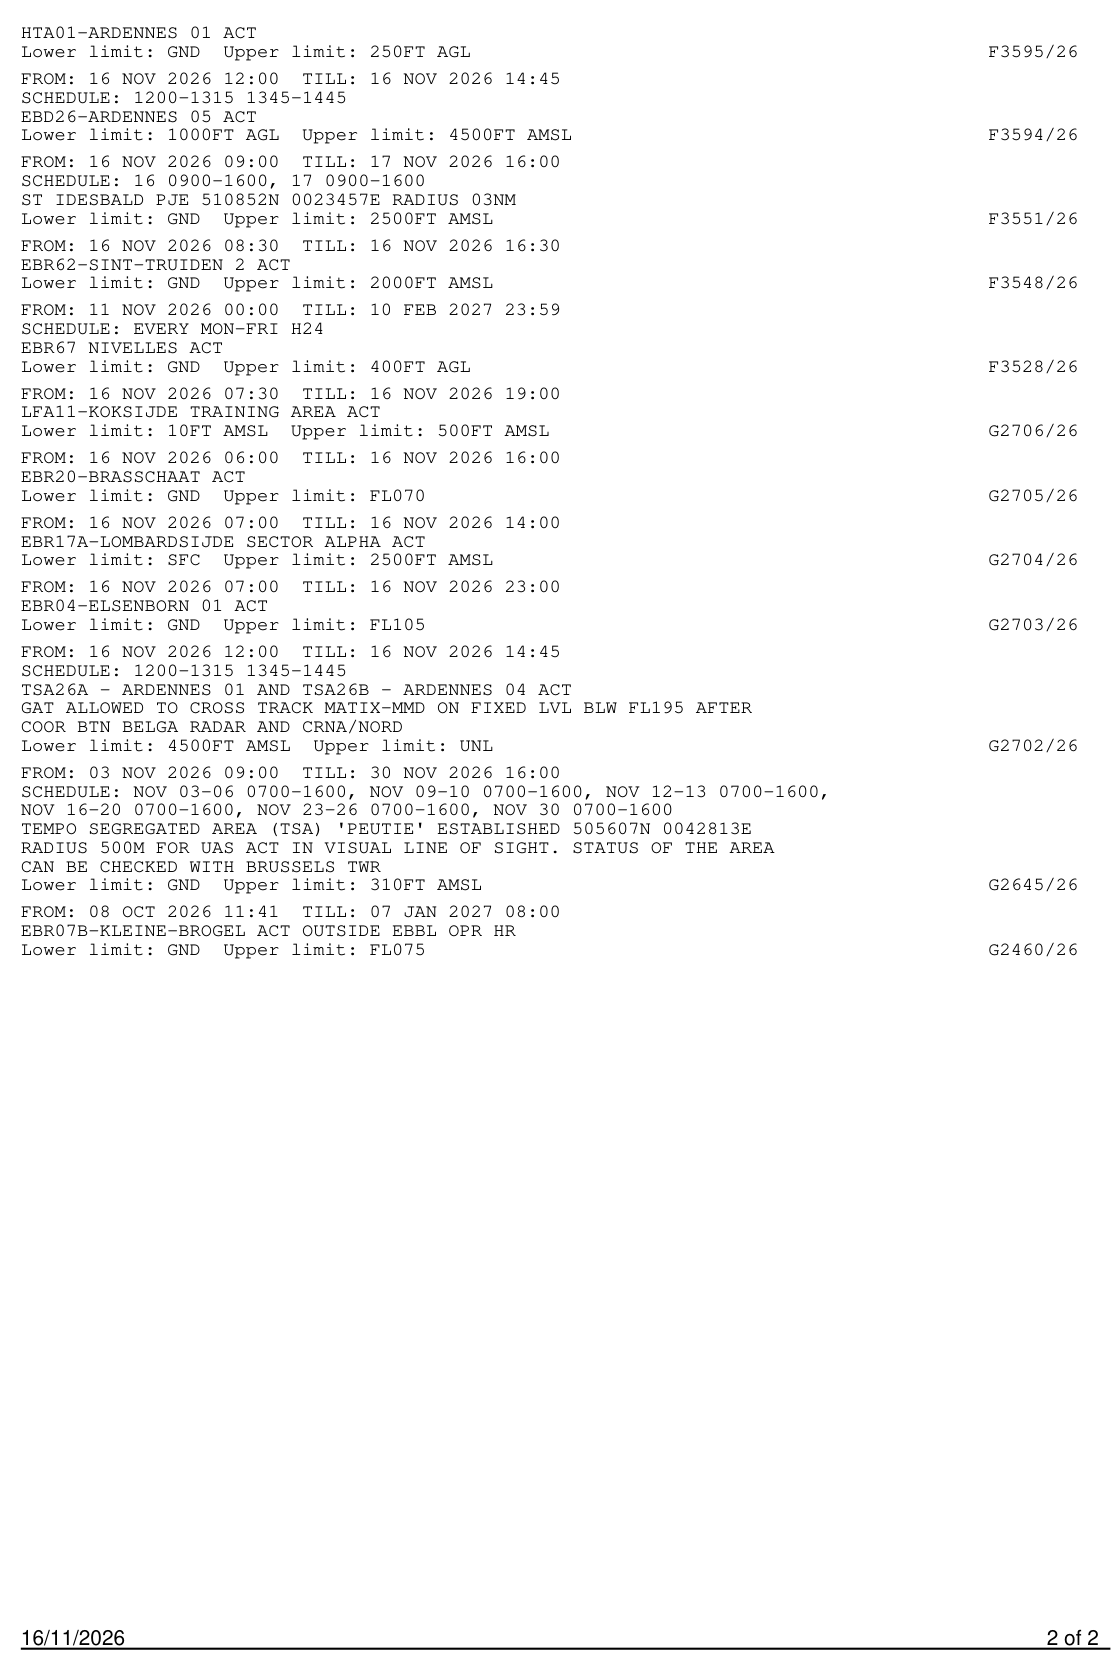 HTA01-ARDENNES 01 ACT
Lower limit: GND  Upper limit: 250FT AGL F3595/26
FROM: 16 NOV 2026 12:00  TILL: 16 NOV 2026 14:45
SCHEDULE: 1200-1315 1345-1445
EBD26-ARDENNES 05 ACT
Lower limit: 1000FT AGL  Upper limit: 4500FT AMSL F3594/26
FROM: 16 NOV 2026 09:00  TILL: 17 NOV 2026 16:00
SCHEDULE: 16 0900-1600, 17 0900-1600
ST IDESBALD PJE 510852N 0023457E RADIUS 03NM
Lower limit: GND  Upper limit: 2500FT AMSL F3551/26
FROM: 16 NOV 2026 08:30  TILL: 16 NOV 2026 16:30
EBR62-SINT-TRUIDEN 2 ACT
Lower limit: GND  Upper limit: 2000FT AMSL F3548/26
FROM: 11 NOV 2026 00:00  TILL: 10 FEB 2027 23:59
SCHEDULE: EVERY MON-FRI H24
EBR67 NIVELLES ACT
Lower limit: GND  Upper limit: 400FT AGL F3528/26
FROM: 16 NOV 2026 07:30  TILL: 16 NOV 2026 19:00
LFA11-KOKSIJDE TRAINING AREA ACT
Lower limit: 10FT AMSL  Upper limit: 500FT AMSL G2706/26
FROM: 16 NOV 2026 06:00  TILL: 16 NOV 2026 16:00
EBR20-BRASSCHAAT ACT
Lower limit: GND  Upper limit: FL070 G2705/26
FROM: 16 NOV 2026 07:00  TILL: 16 NOV 2026 14:00
EBR17A-LOMBARDSIJDE SECTOR ALPHA ACT
Lower limit: SFC  Upper limit: 2500FT AMSL G2704/26
FROM: 16 NOV 2026 07:00  TILL: 16 NOV 2026 23:00
EBR04-ELSENBORN 01 ACT
Lower limit: GND  Upper limit: FL105 G2703/26
FROM: 16 NOV 2026 12:00  TILL: 16 NOV 2026 14:45
SCHEDULE: 1200-1315 1345-1445
TSA26A - ARDENNES 01 AND TSA26B - ARDENNES 04 ACT
GAT ALLOWED TO CROSS TRACK MATIX-MMD ON FIXED LVL BLW FL195 AFTER
COOR BTN BELGA RADAR AND CRNA/NORD
Lower limit: 4500FT AMSL  Upper limit: UNL G2702/26
FROM: 03 NOV 2026 09:00  TILL: 30 NOV 2026 16:00
SCHEDULE: NOV 03-06 0700-1600, NOV 09-10 0700-1600, NOV 12-13 0700-1600,
NOV 16-20 0700-1600, NOV 23-26 0700-1600, NOV 30 0700-1600
TEMPO SEGREGATED AREA (TSA) 'PEUTIE' ESTABLISHED 505607N 0042813E
RADIUS 500M FOR UAS ACT IN VISUAL LINE OF SIGHT. STATUS OF THE AREA
CAN BE CHECKED WITH BRUSSELS TWR
Lower limit: GND  Upper limit: 310FT AMSL G2645/26
FROM: 08 OCT 2026 11:41  TILL: 07 JAN 2027 08:00
EBR07B-KLEINE-BROGEL ACT OUTSIDE EBBL OPR HR
Lower limit: GND  Upper limit: FL075 G2460/26
16/11/2026 2 of 2